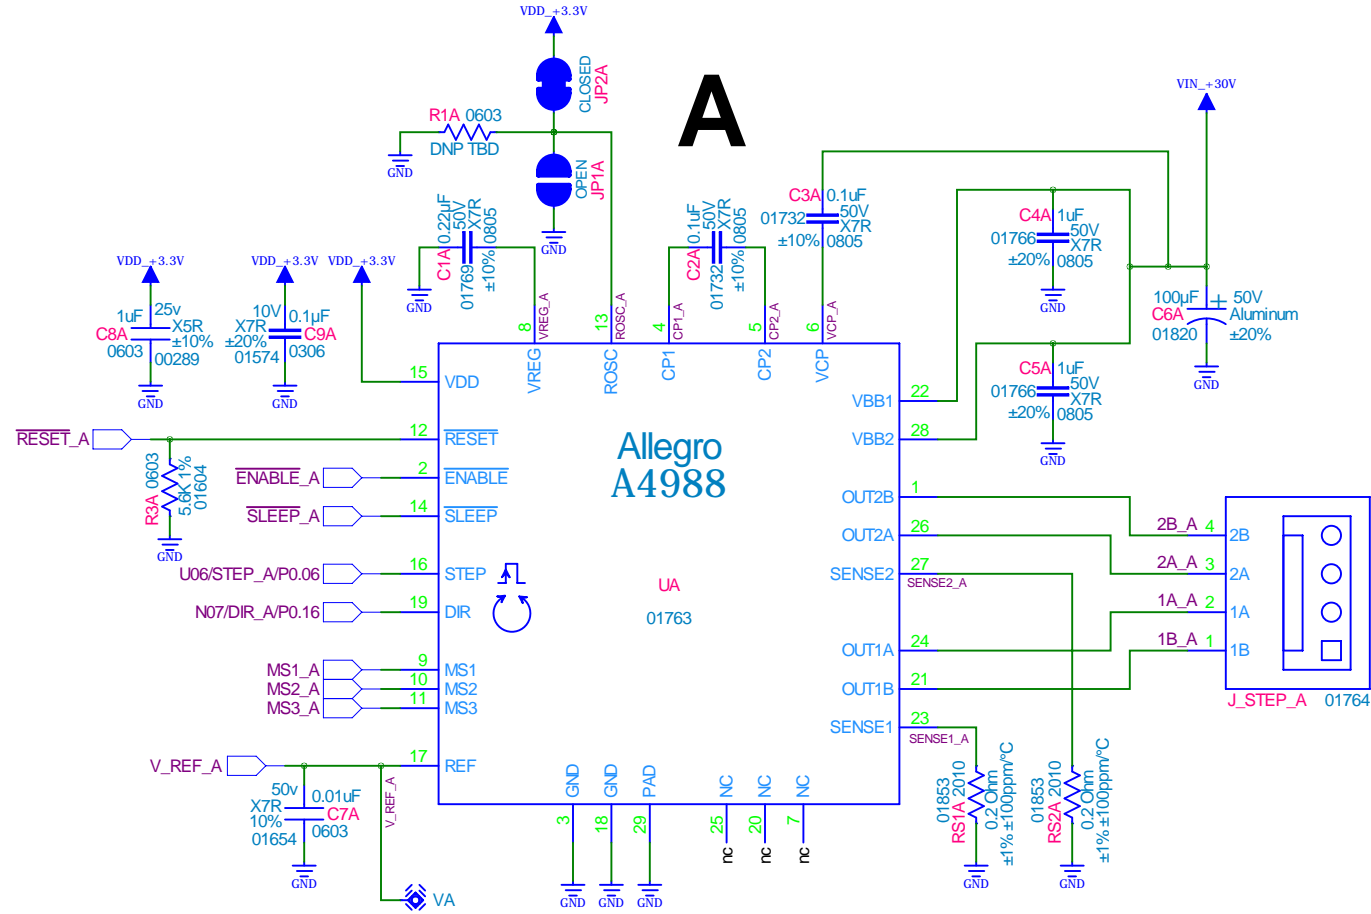 VDD_+3.3V
CLOSED
JP2A
A
VIN_+30V
R1A 0603
DNP TBD
GND
OPEN
JP1A
GND
C1A 0.22µF
50V
X7R
01769
±10% 0805
GND
C2A 0.1uF
50V
X7R
01732
±10% 0805
C3A 0.1uF
01732 50V
X7R
±10% 0805
C4A 1uF
01766 50V
X7R
±20% 0805
GND
VDD_+3.3V
VDD_+3.3V
VDD_+3.3V
1uF 25v
C8A X5R
±10%
0603 00289
GND
10V 0.1µF
X7R C9A
±20%
01574 0306
GND
100µF + 50V
C6A Aluminum
01820 ±20%
GND
8 VREG_A
13 ROSC_A
4 CP1_A
5 CP2_A
6 VCP_A
VREG
ROSC
CP1
CP2
VCP
C5A 1uF
01766 50V
X7R
±20% 0805
GND
15 VDD
VBB1 22
RESET_A 12 RESET
VBB2 28
R3A 0603
5.6K 1%
01604
GND
Allegro
A4988
ENABLE_A 2 ENABLE
SLEEP_A 14 SLEEP
OUT2B 1
OUT2A 26
SENSE2 27
SENSE2_A
2B_A 4 2B
2A_A 3 2A
1A_A 2 1A
1B_A 1 1B
J_STEP_A 01764
U06/STEP_A/P0.06 16 STEP
UA
N07/DIR_A/P0.16 19 DIR
01763
OUT1A 24
MS1_A 9 MS1
MS2_A 10 MS2
MS3_A 11 MS3
OUT1B 21
SENSE1 23
SENSE1_A
V_REF_A 17 REF
50v 0.01uF
X7R C7A
10%
01654 0603
GND
V_REF_A
VA
GND
GND
PAD
NC
NC
NC
3
18
29
25
20
7
GND
GND
GND
nc
nc
nc
01853
RS1A 2010
0.2 Ohm
±1% ±100ppm/°C
GND
01853
RS2A 2010
0.2 Ohm
±1% ±100ppm/°C
GND